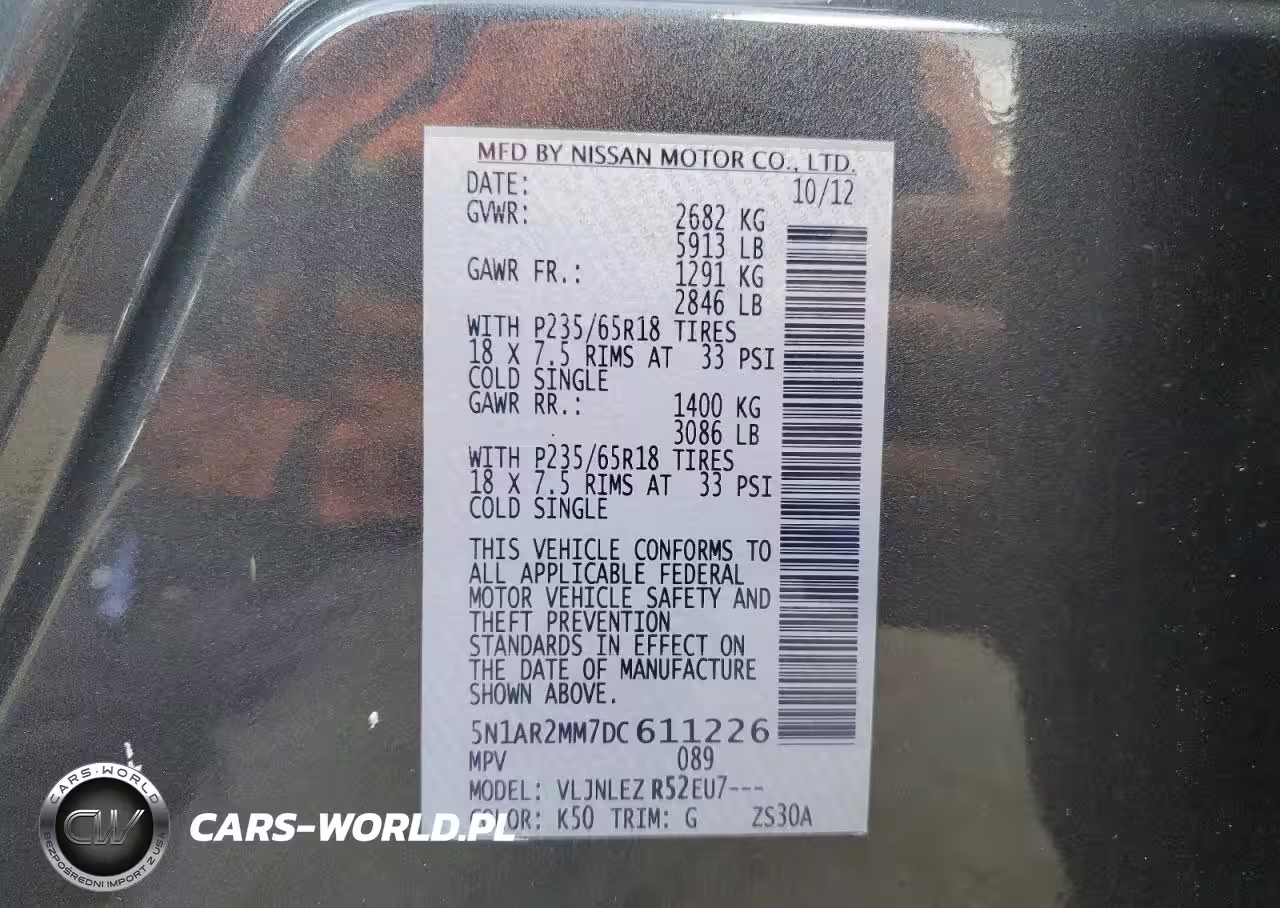 MFD BY NISSAN MOTOR CO., LTD.
DATE: 10/12
GVWR: 2682 KG
5913 LB
GAWR FR.: 1291 KG
2846 LB
WITH P235/65R18 TIRES
18 X 7.5 RIMS AT 33 PSI
COLD SINGLE
GAWR RR.: 1400 KG
3086 LB
WITH P235/65R18 TIRES
18 X 7.5 RIMS AT 33 PSI
COLD SINGLE
THIS VEHICLE CONFORMS TO
ALL APPLICABLE FEDERAL
MOTOR VEHICLE SAFETY AND
THEFT PREVENTION
STANDARDS IN EFFECT ON
THE DATE OF MANUFACTURE
SHOWN ABOVE.
5N1AR2MM7DC611226
MPV 089
MODEL: VLJNLEZ R52EU7---
COLOR: K50 TRIM: G ZS30A
CARS-WORLD
CW
BEZPOŚREDNI IMPORT Z USA
CARS-WORLD.PL